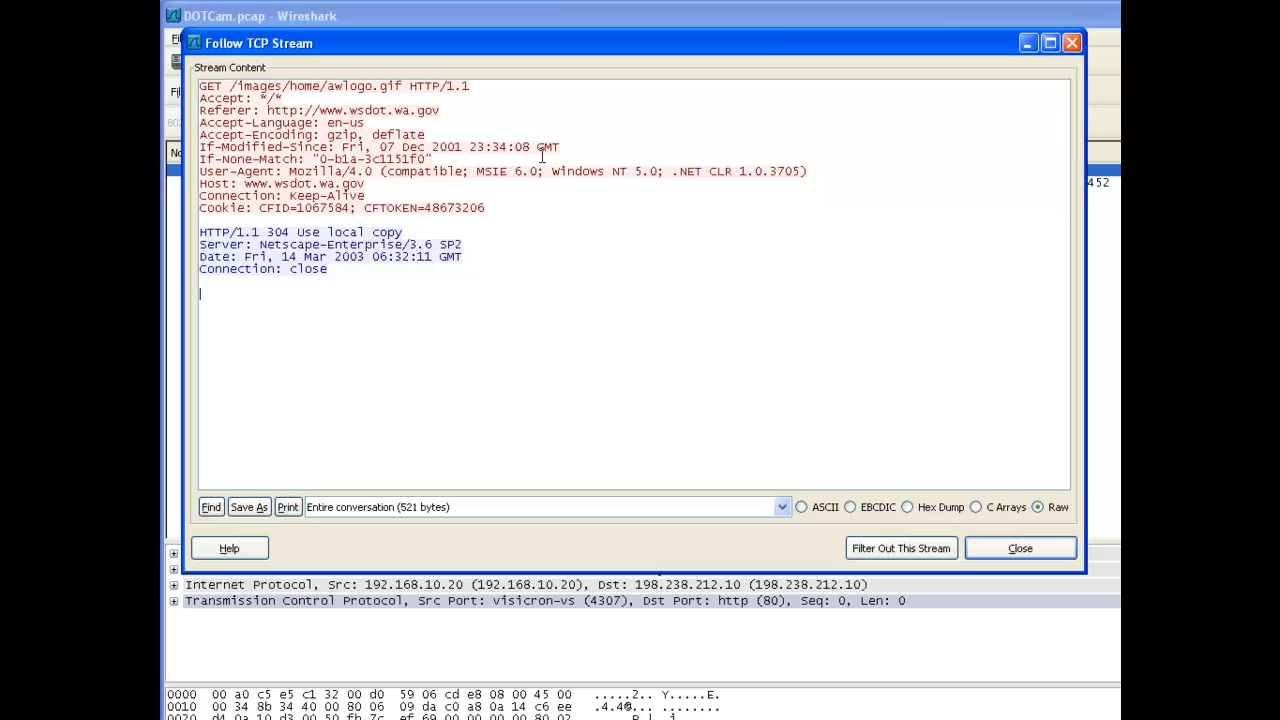 DOTCam.pcap - Wireshark
Follow TCP Stream
Stream Content
GET /images/home/awlogo.gif HTTP/1.1
Accept: */*
Referer: http://www.wsdot.wa.gov
Accept-Language: en-us
Accept-Encoding: gzip, deflate
If-Modified-Since: Fri, 07 Dec 2001 23:34:08 GMT
If-None-Match: "0-b1a-3c1151f0"
User-Agent: Mozilla/4.0 (compatible; MSIE 6.0; Windows NT 5.0; .NET CLR 1.0.3705)
Host: www.wsdot.wa.gov
Connection: Keep-Alive
Cookie: CFID=1067584; CFTOKEN=48673206
HTTP/1.1 304 Use local copy
Server: Netscape-Enterprise/3.6 SP2
Date: Fri, 14 Mar 2003 06:32:11 GMT
Connection: close
No
452
Find Save As Print Entire conversation (521 bytes) ASCII EBCDIC Hex Dump C Arrays Raw
Help Filter Out This Stream Close
Internet Protocol, Src: 192.168.10.20 (192.168.10.20), Dst: 198.238.212.10 (198.238.212.10)
Transmission Control Protocol, Src Port: visicron-vs (4307), Dst Port: http (80), Seq: 0, Len: 0
0000 00 a0 c5 e5 c1 32 00 d0 59 06 cd e8 08 00 45 00 .....2.. Y.....E.
0010 00 34 8b 34 40 00 80 06 09 da c0 a8 0a 14 c6 ee .4.4@... ........